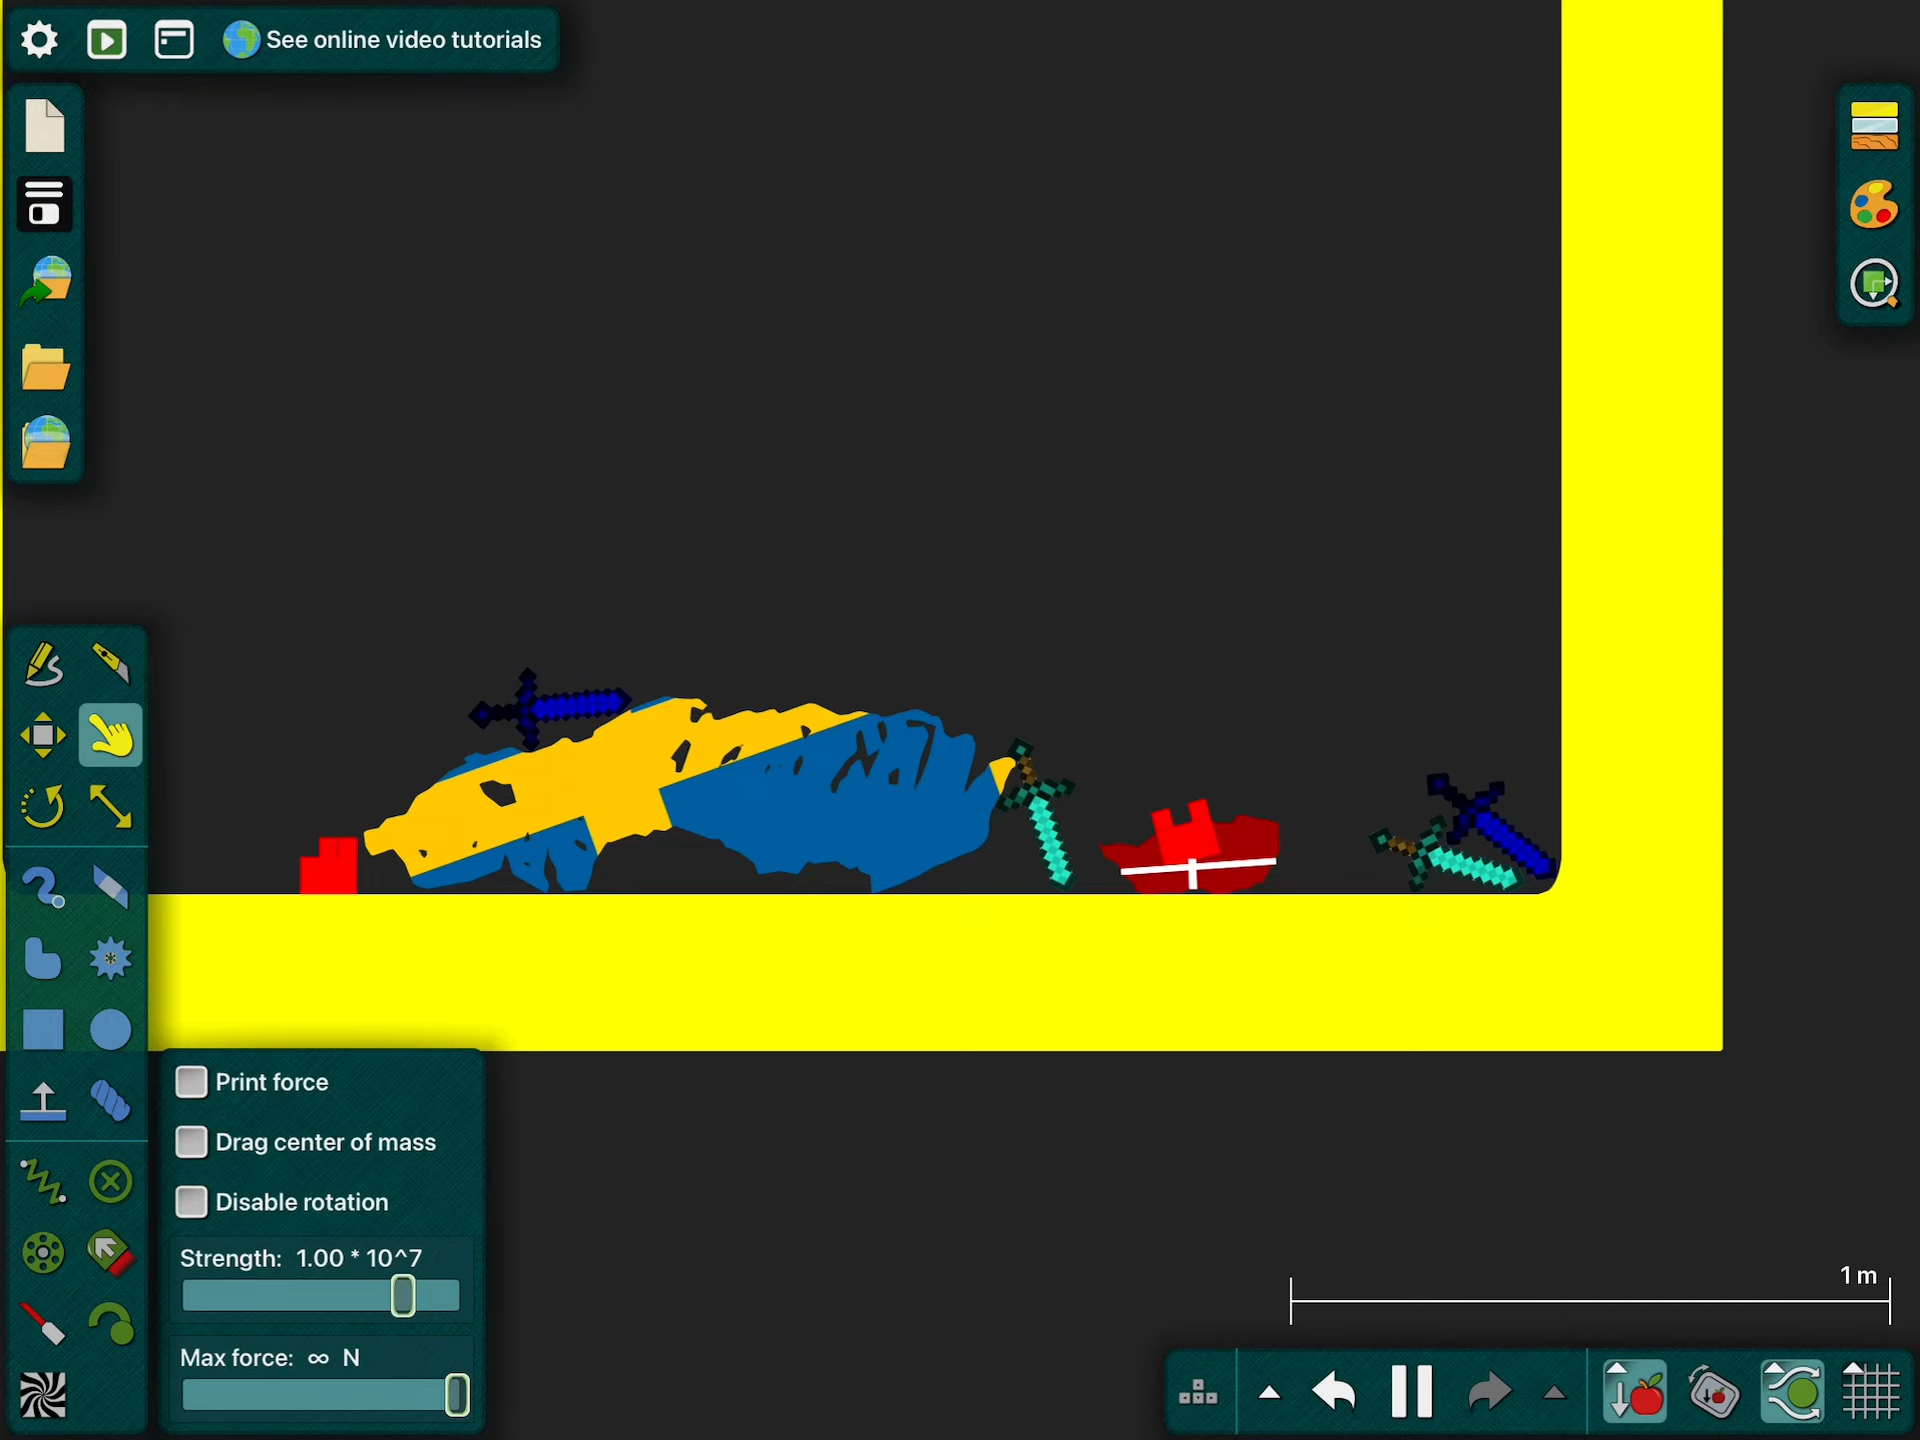 See online video tutorials
Print force
Drag center of mass
Disable rotation
Strength: 1.00 * 10^7
Max force: ∞ N
1 m